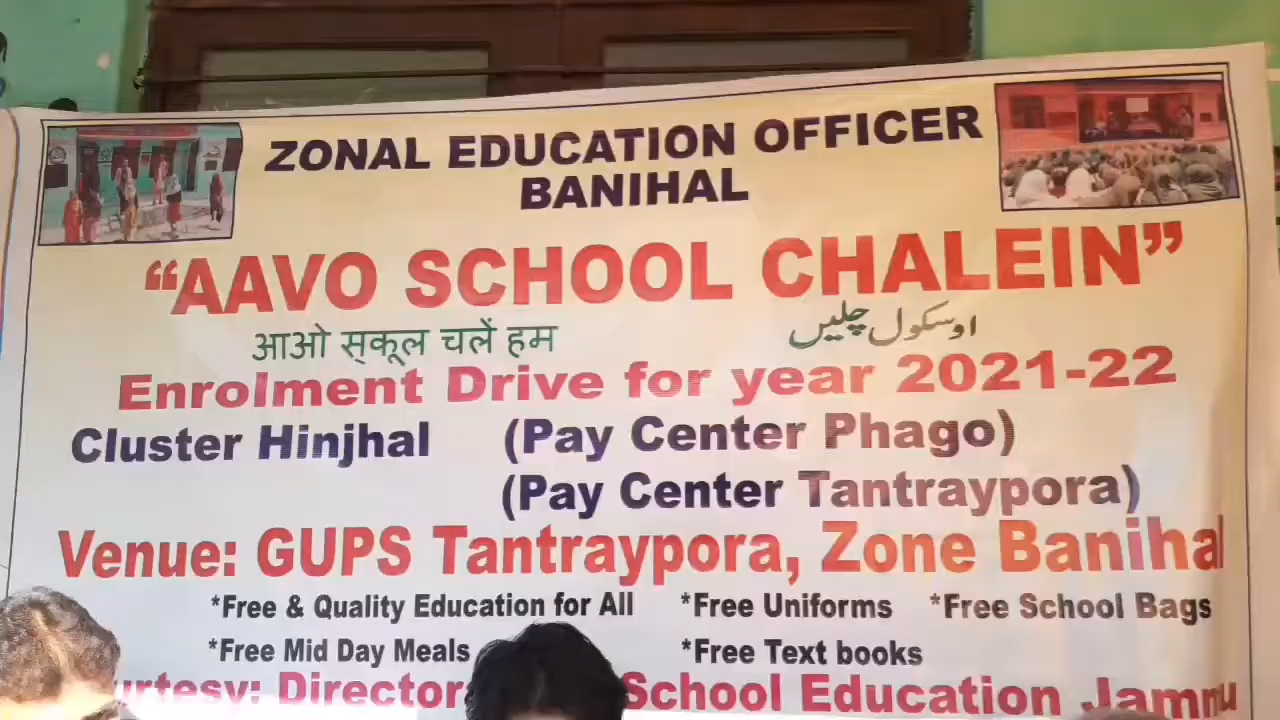 ZONAL EDUCATION OFFICER
BANIHAL
“AAVO SCHOOL CHALEIN”
आओ स्कूल चलें हम
او سکول چلیں
Enrolment Drive for year 2021-22
Cluster Hinjhal (Pay Center Phago)
(Pay Center Tantraypora)
Venue: GUPS Tantraypora, Zone Banihal
*Free & Quality Education for All *Free Uniforms *Free School Bags
*Free Mid Day Meals *Free Text books
School Education Jammu